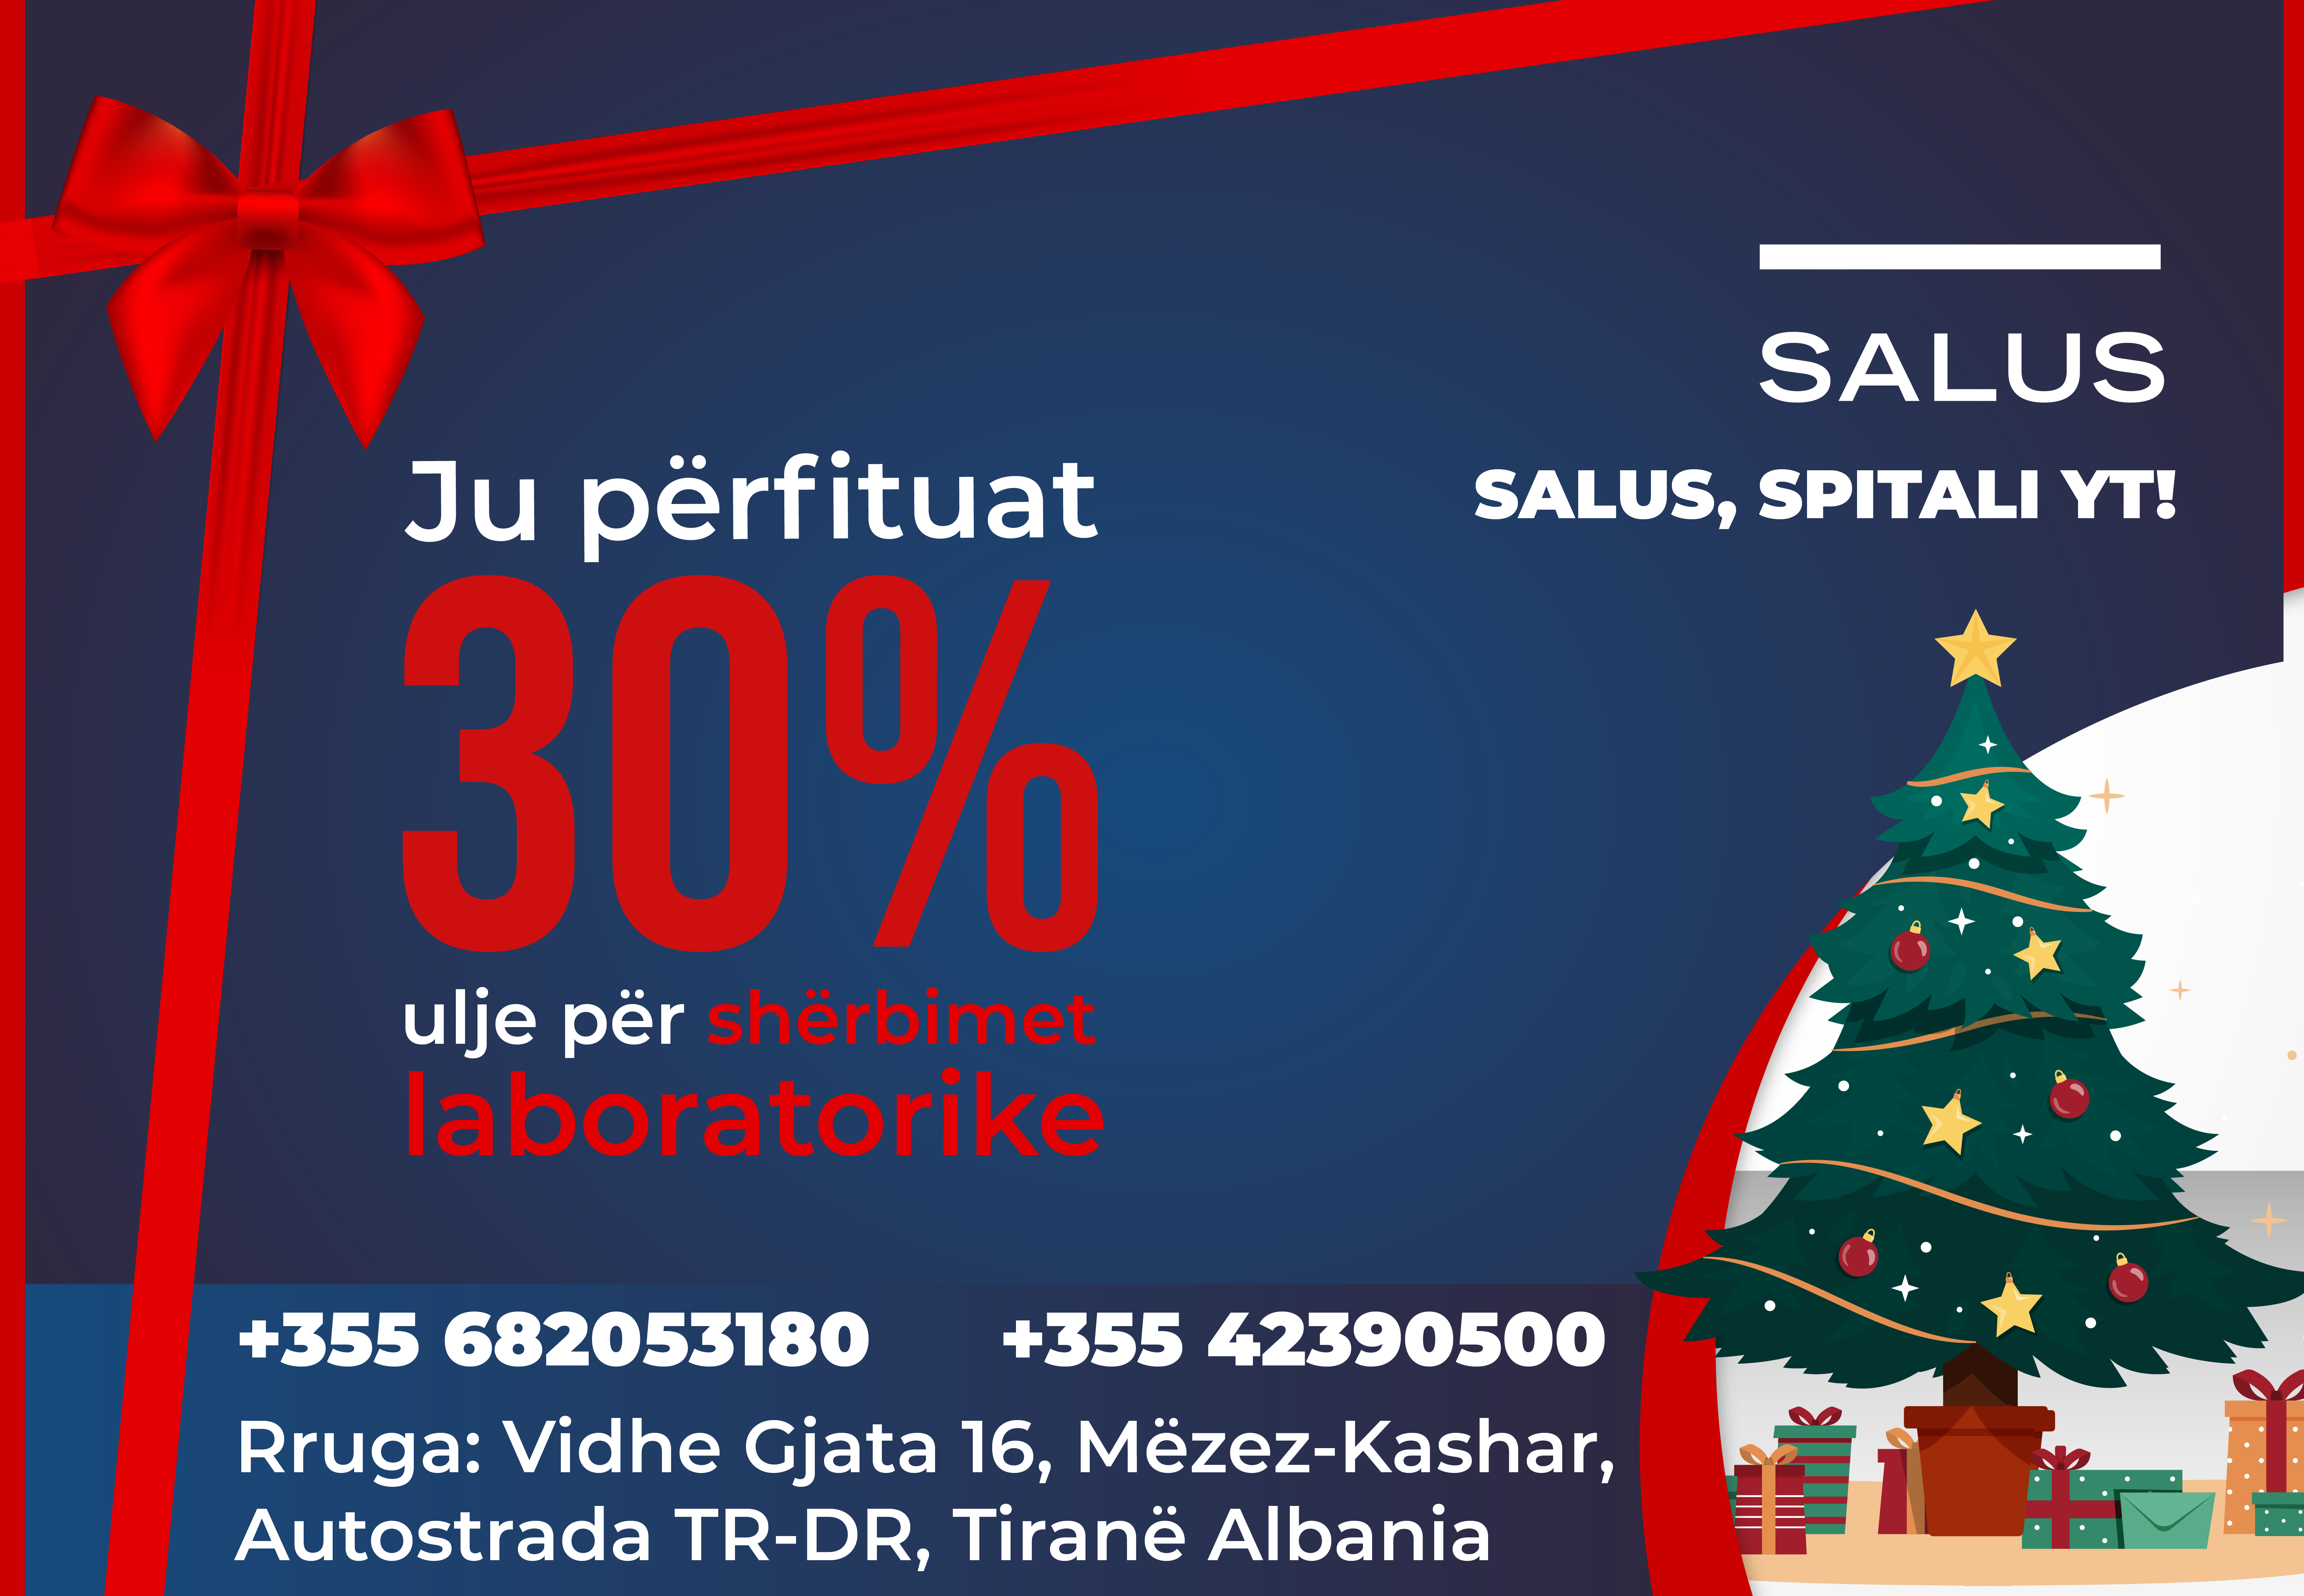 SALUS
SALUS, SPITALI YT!
Ju përfituat
30%
ulje për shërbimet
laboratorike
+355 682053180 +355 42390500
Rruga: Vidhe Gjata 16, Mëzez-Kashar,
Autostrada TR-DR, Tiranë Albania